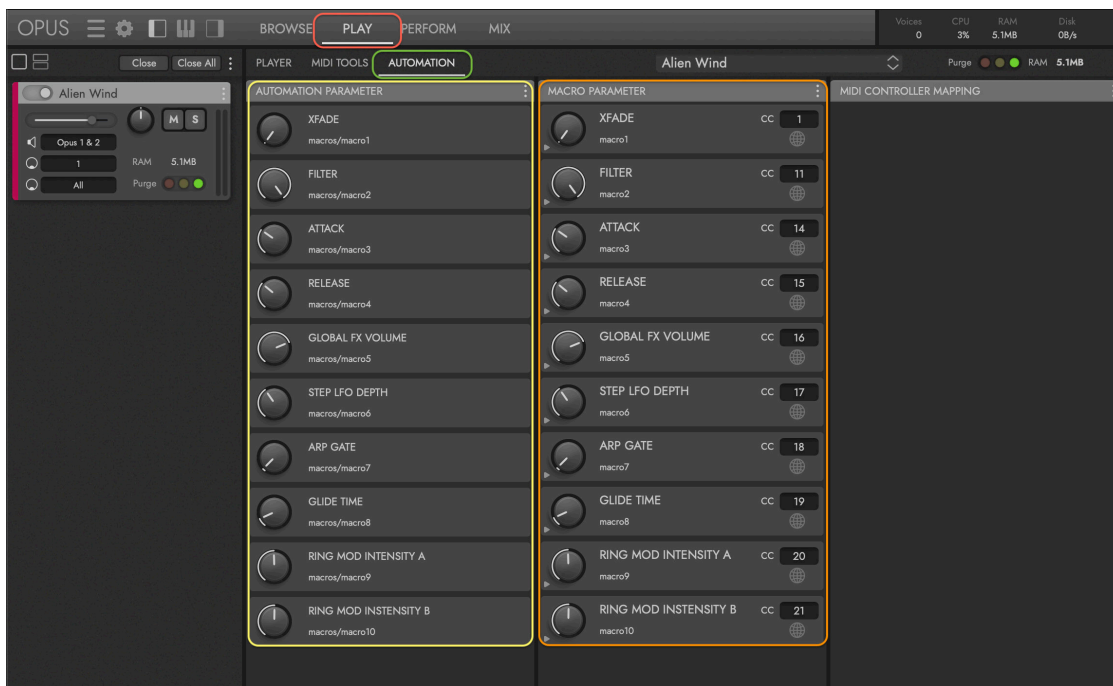 OPUS BROWSE PLAY PERFORM MIX Voices CPU RAM Disk
0 3% 5.1MB 0B/s
Close Close All PLAYER MIDI TOOLS AUTOMATION Alien Wind Purge RAM 5.1MB
Alien Wind
M S
Opus 1 & 2
1 RAM 5.1MB
All Purge
AUTOMATION PARAMETER
XFADE
macros/macro1
FILTER
macros/macro2
ATTACK
macros/macro3
RELEASE
macros/macro4
GLOBAL FX VOLUME
macros/macro5
STEP LFO DEPTH
macros/macro6
ARP GATE
macros/macro7
GLIDE TIME
macros/macro8
RING MOD INTENSITY A
macros/macro9
RING MOD INSTENSITY B
macros/macro10
MACRO PARAMETER
XFADE CC 1
macro1
FILTER CC 11
macro2
ATTACK CC 14
macro3
RELEASE CC 15
macro4
GLOBAL FX VOLUME CC 16
macro5
STEP LFO DEPTH CC 17
macro6
ARP GATE CC 18
macro7
GLIDE TIME CC 19
macro8
RING MOD INTENSITY A CC 20
macro9
RING MOD INSTENSITY B CC 21
macro10
MIDI CONTROLLER MAPPING